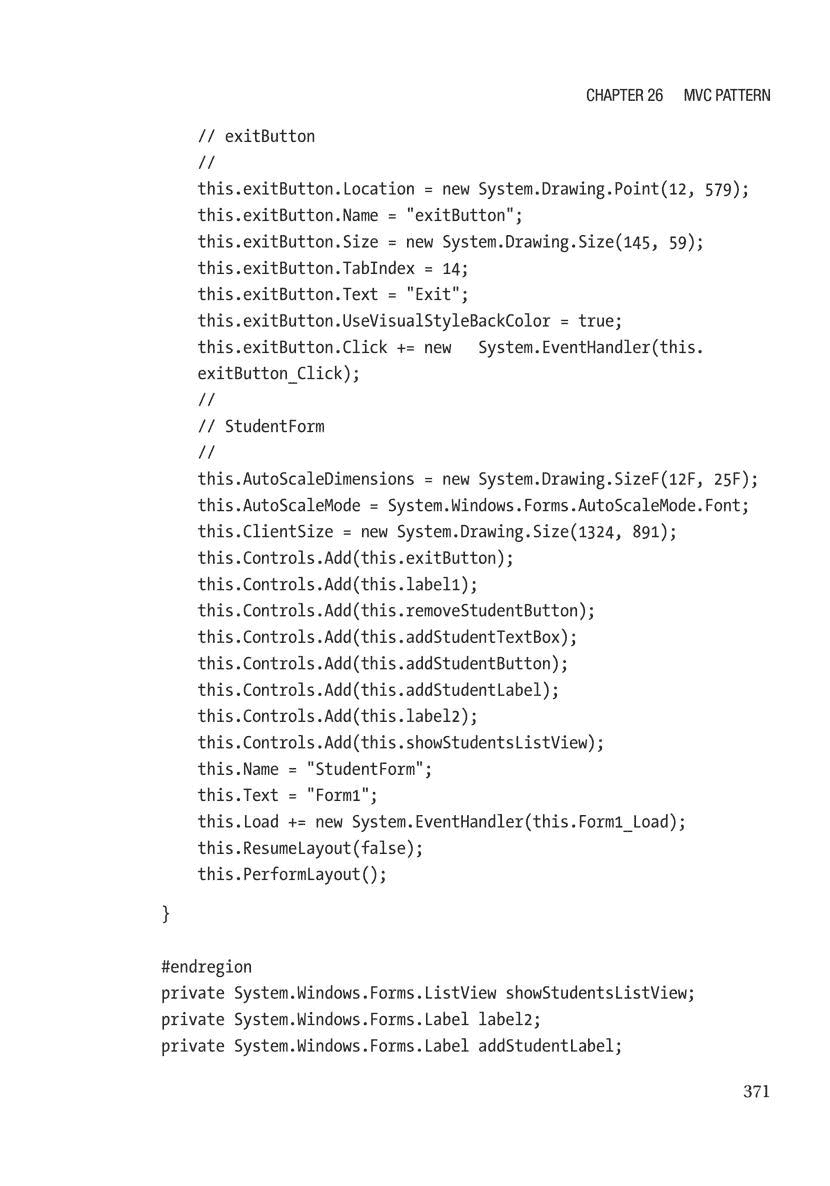 CHAPTER 26 MVC PATTERN
// exitButton
//
this.exitButton.Location = new System.Drawing.Point(12, 579);
this.exitButton.Name = "exitButton";
this.exitButton.Size = new System.Drawing.Size(145, 59);
this.exitButton.TabIndex = 14;
this.exitButton.Text = "Exit";
this.exitButton.UseVisualStyleBackColor = true;
this.exitButton.Click += new   System.EventHandler(this.
exitButton_Click);
//
// StudentForm
//
this.AutoScaleDimensions = new System.Drawing.SizeF(12F, 25F);
this.AutoScaleMode = System.Windows.Forms.AutoScaleMode.Font;
this.ClientSize = new System.Drawing.Size(1324, 891);
this.Controls.Add(this.exitButton);
this.Controls.Add(this.label1);
this.Controls.Add(this.removeStudentButton);
this.Controls.Add(this.addStudentTextBox);
this.Controls.Add(this.addStudentButton);
this.Controls.Add(this.addStudentLabel);
this.Controls.Add(this.label2);
this.Controls.Add(this.showStudentsListView);
this.Name = "StudentForm";
this.Text = "Form1";
this.Load += new System.EventHandler(this.Form1_Load);
this.ResumeLayout(false);
this.PerformLayout();
}
#endregion
private System.Windows.Forms.ListView showStudentsListView;
private System.Windows.Forms.Label label2;
private System.Windows.Forms.Label addStudentLabel;
371